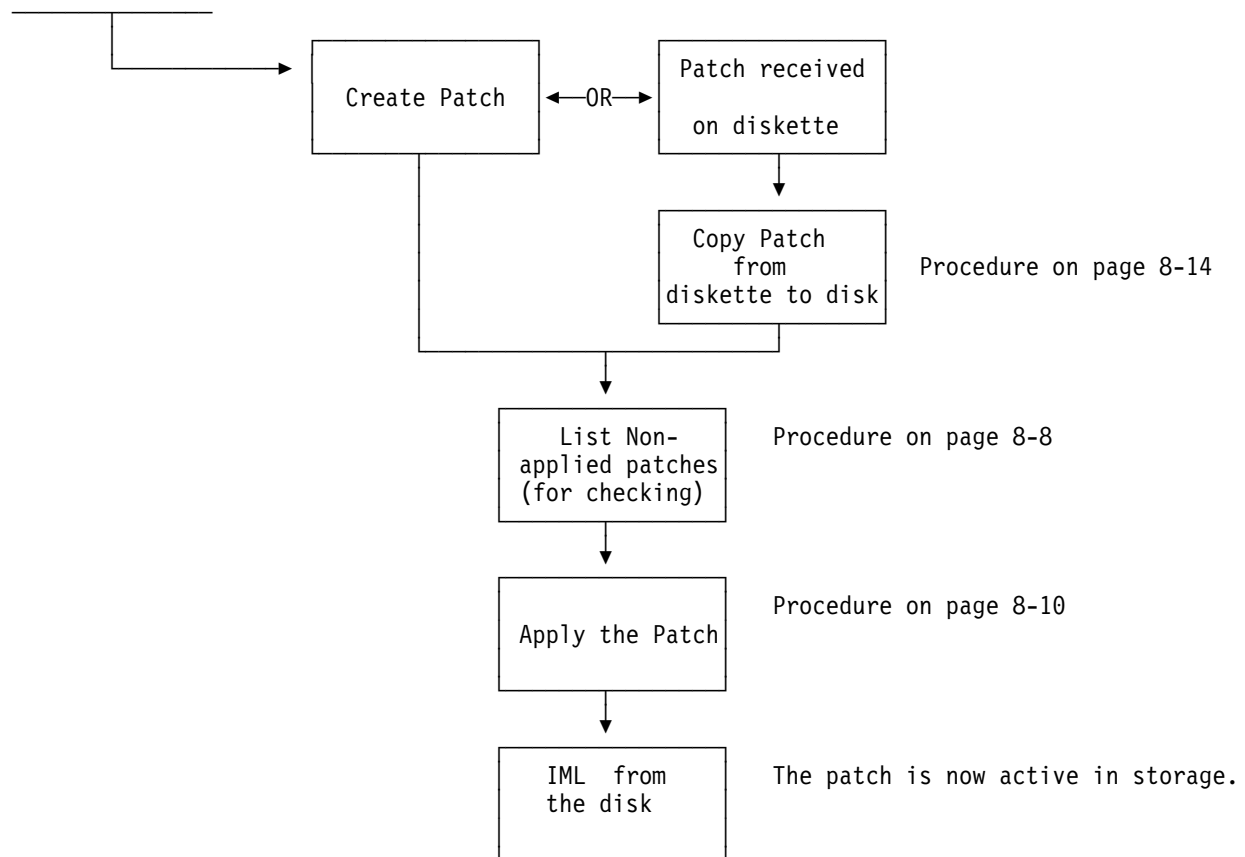 Create Patch
OR
Patch received
on diskette
Copy Patch
from
diskette to disk
Procedure on page 8-14
List Non-
applied patches
(for checking)
Procedure on page 8-8
Apply the Patch
Procedure on page 8-10
IML from
the disk
The patch is now active in storage.